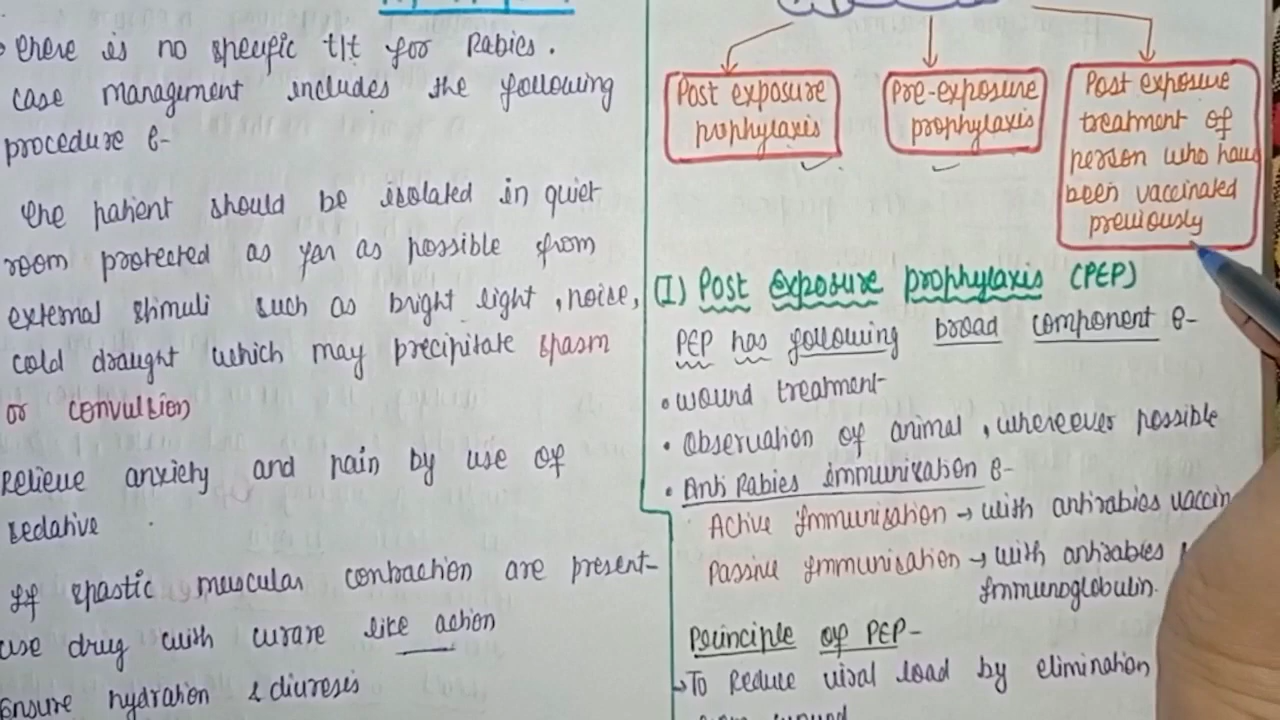 there is no specific t/t for Rabies.
case management includes the following
procedure :-
the patient should be isolated in quiet
room protected as far as possible from
external stimuli such as bright light, noise,
cold draught which may precipitate spasm
or convulsion
Relieve anxiety and pain by use of
sedative
If spastic muscular contraction are present-
use drug with curare like action
Ensure hydration & diuresis
Post exposure
prophylaxis
Pre-exposure
prophylaxis
Post exposure
treatment of
person who have
been vaccinated
previously
(I) Post exposure prophylaxis (PEP)
PEP has following broad component :-
• wound treatment-
• Observation of animal, whereever possible
• Anti Rabies immunization :-
Active Immunisation → with antirabies vaccin
Passive Immunisation → with antirabies
Immunoglobulin.
Principle of PEP-
→ To Reduce viral load by elimination
wound